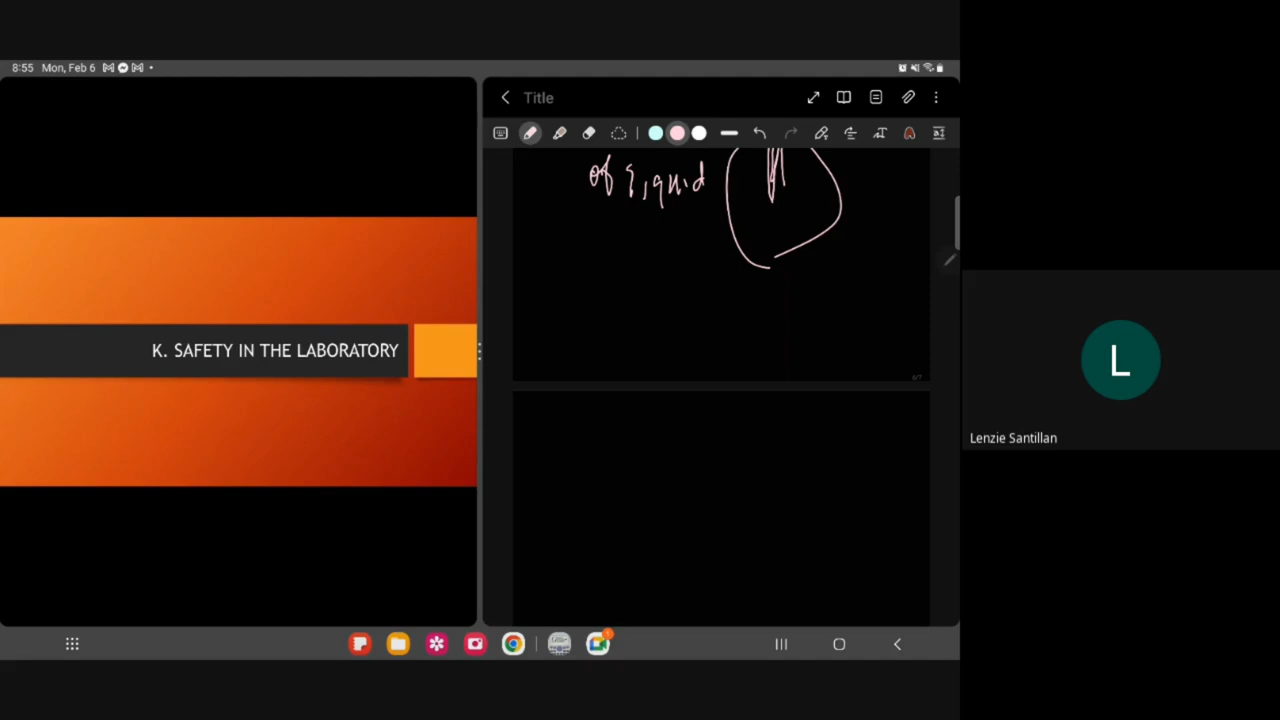 8:55 Mon, Feb 6
Title
of liquid
K. SAFETY IN THE LABORATORY
L
Lenzie Santillan